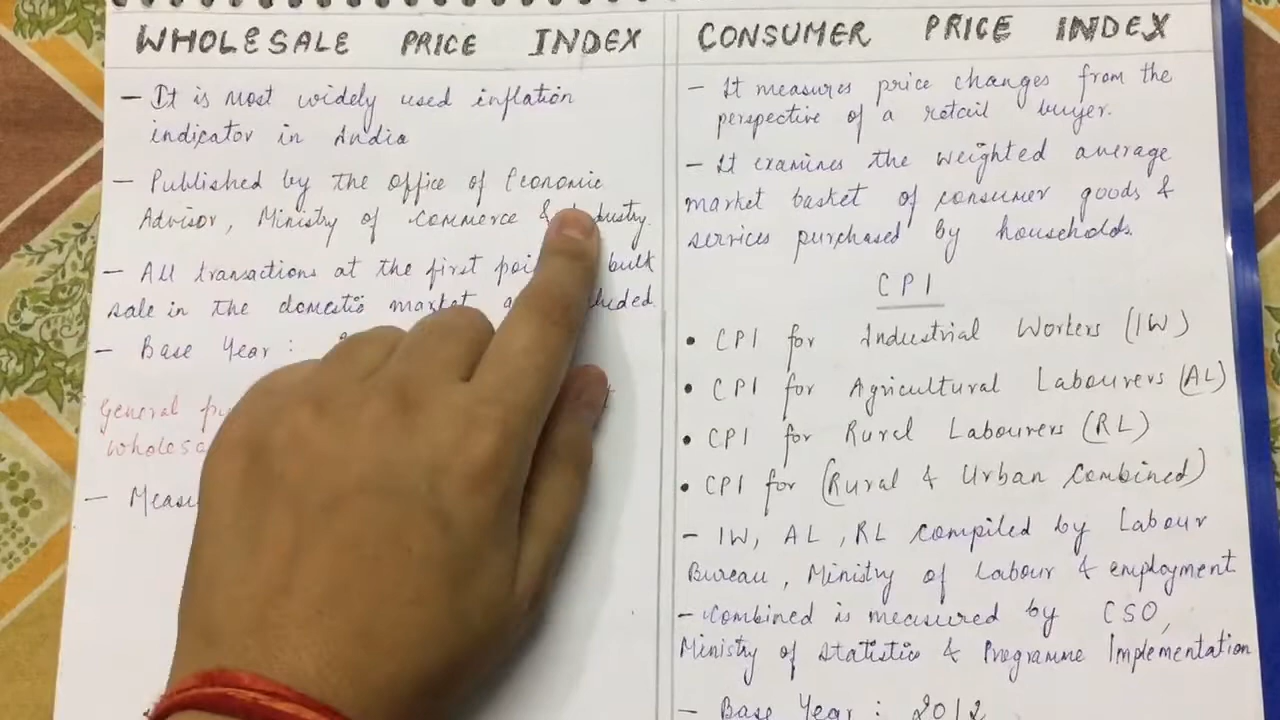 WHOLESALE PRICE INDEX
- It is most widely used inflation
indicator in India
- Published by the office of Economic
Advisor, Ministry of commerce & Industry.
- All transactions at the first bulk
sale in the domestic market
- Base Year :
General
- 
CONSUMER PRICE INDEX
- It measures price changes from the
perspective of a retail buyer.
- It examines the weighted average
market basket of consumer goods &
services purchased by households.
CPI
• CPI for Industrial Workers (IW)
• CPI for Agricultural Labourers (AL)
• CPI for Rural Labourers (RL)
• CPI for (Rural & Urban Combined)
- IW, AL, RL compiled by Labour
Bureau, Ministry of labour & employment
- combined is measured by CSO,
Ministry of Statistics & Programme Implementation
- Base Year : 2012